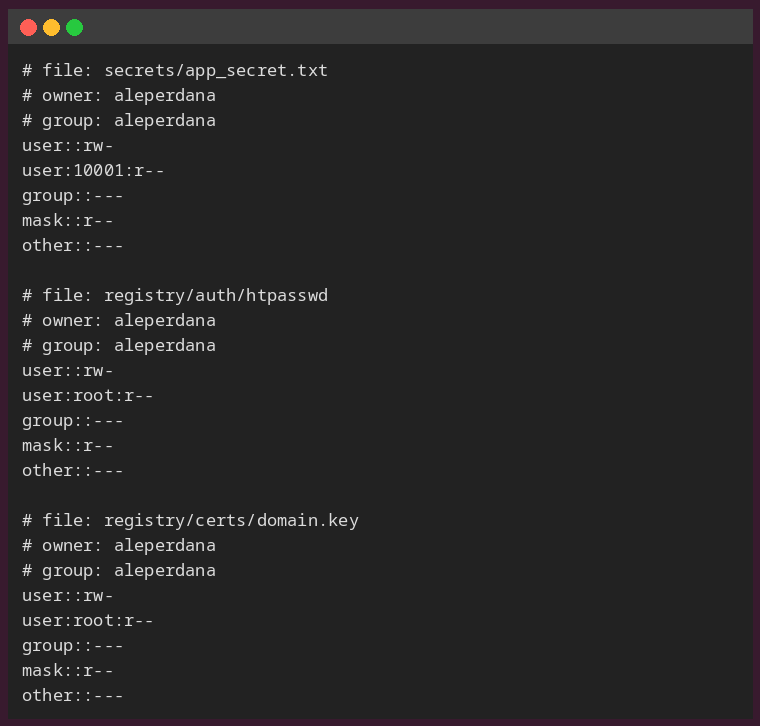 # file: secrets/app_secret.txt
# owner: aleperdana
# group: aleperdana
user::rw-
user:10001:r--
group::---
mask::r--
other::---

# file: registry/auth/htpasswd
# owner: aleperdana
# group: aleperdana
user::rw-
user:root:r--
group::---
mask::r--
other::---

# file: registry/certs/domain.key
# owner: aleperdana
# group: aleperdana
user::rw-
user:root:r--
group::---
mask::r--
other::---